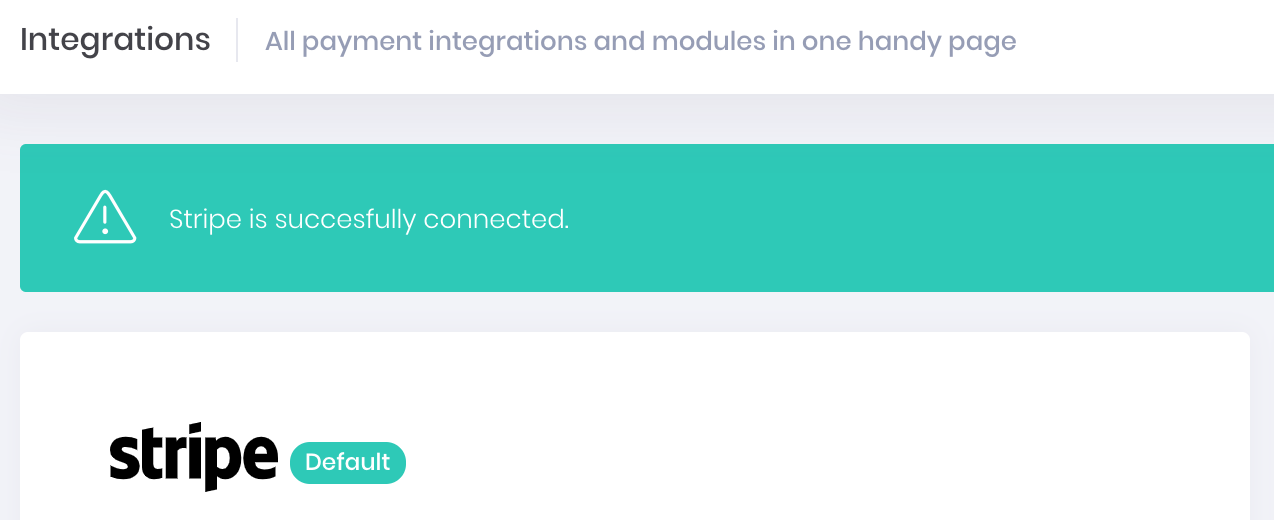 Integrations
All payment integrations and modules in one handy page
Stripe is succesfully connected.
stripe
Default